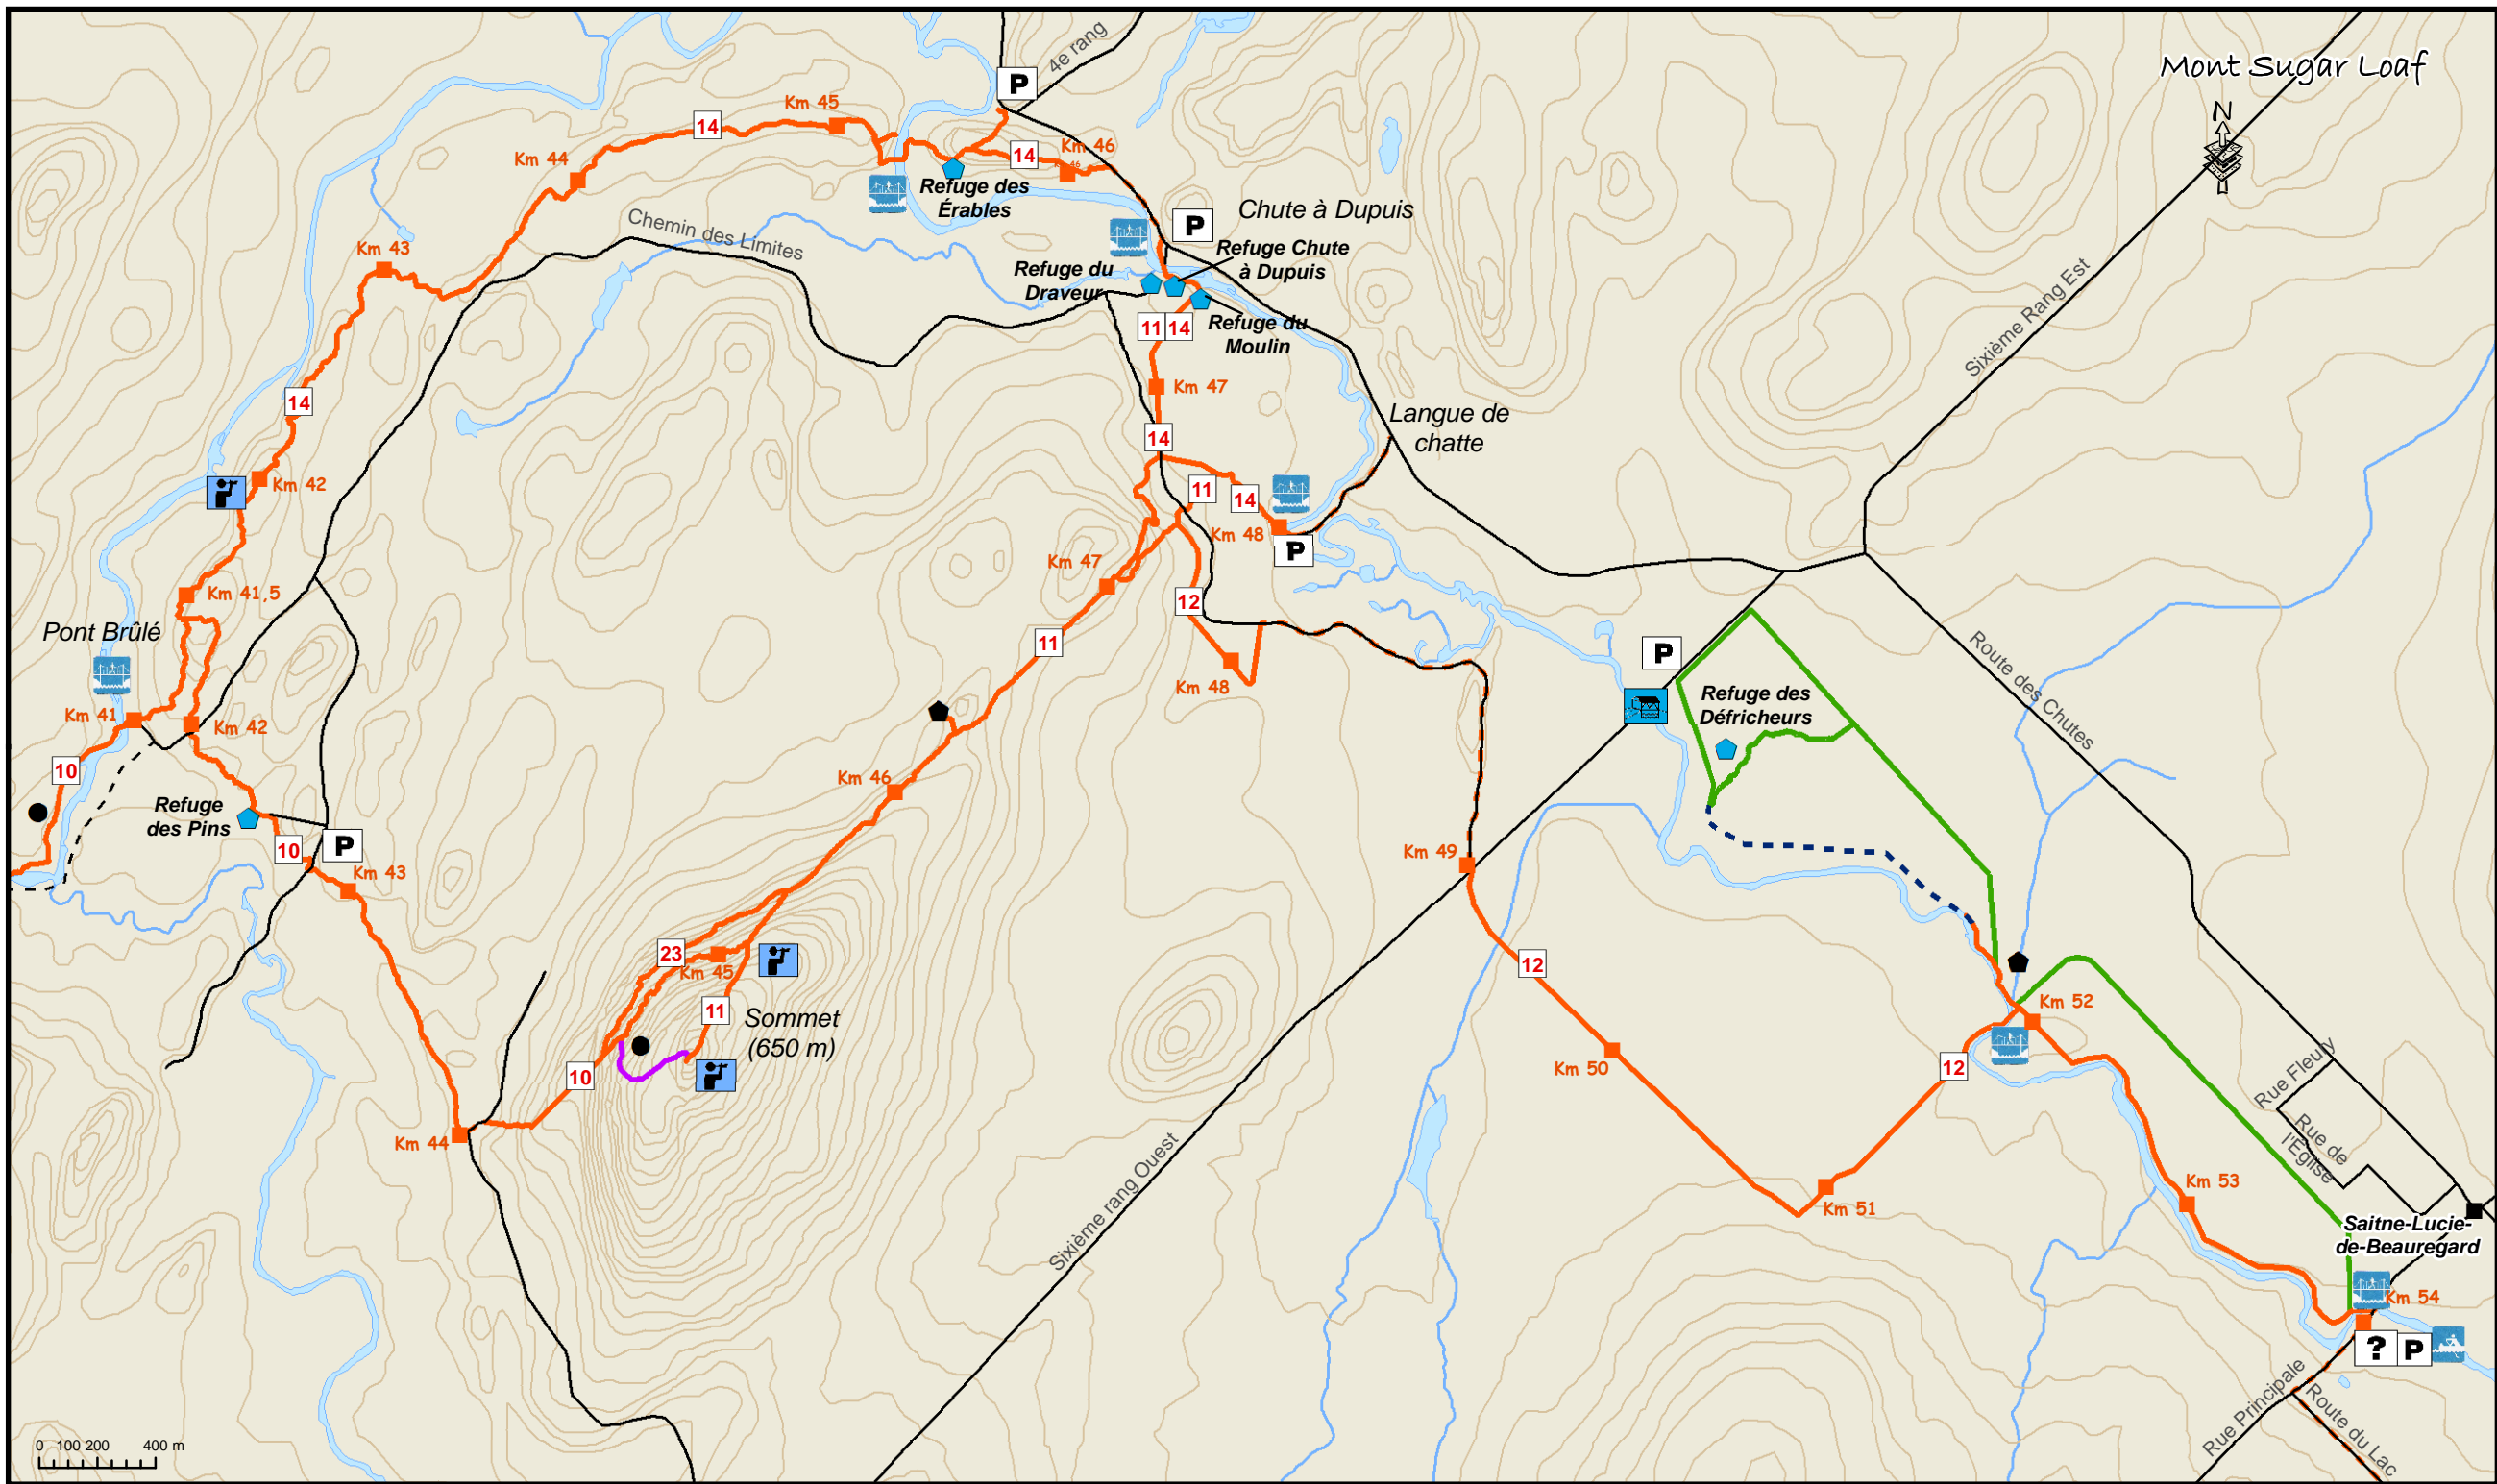 Mont Sugar Loaf
N
4e rang
P
Km 45
14
Km 44
14
Km 46
Km 46
Refuge des
Érables
Chute à Dupuis
P
Chemin des Limites
Km 43
Refuge Chute
à Dupuis
Refuge du
Draveur
Refuge du
Moulin
11
14
Sixième Rang Est
Km 47
14
Langue de
chatte
14
Km 42
11
14
Km 48
P
Km 47
Km 41,5
12
Pont Brûlé
11
P
Km 48
Route des Chutes
Refuge des
Défricheurs
Km 41
Km 42
10
Km 46
Refuge
des Pins
10
P
Km 43
Km 49
23
Km 45
12
11
Sommet
(650 m)
Km 52
10
Km 50
12
Rue Fleury
Km 44
Rue de
l'Église
Sixième rang Ouest
Km 51
Km 53
Saitne-Lucie-
de-Beauregard
Km 54
?
P
Rue Principale
Route du Lac
0 100 200 400 m